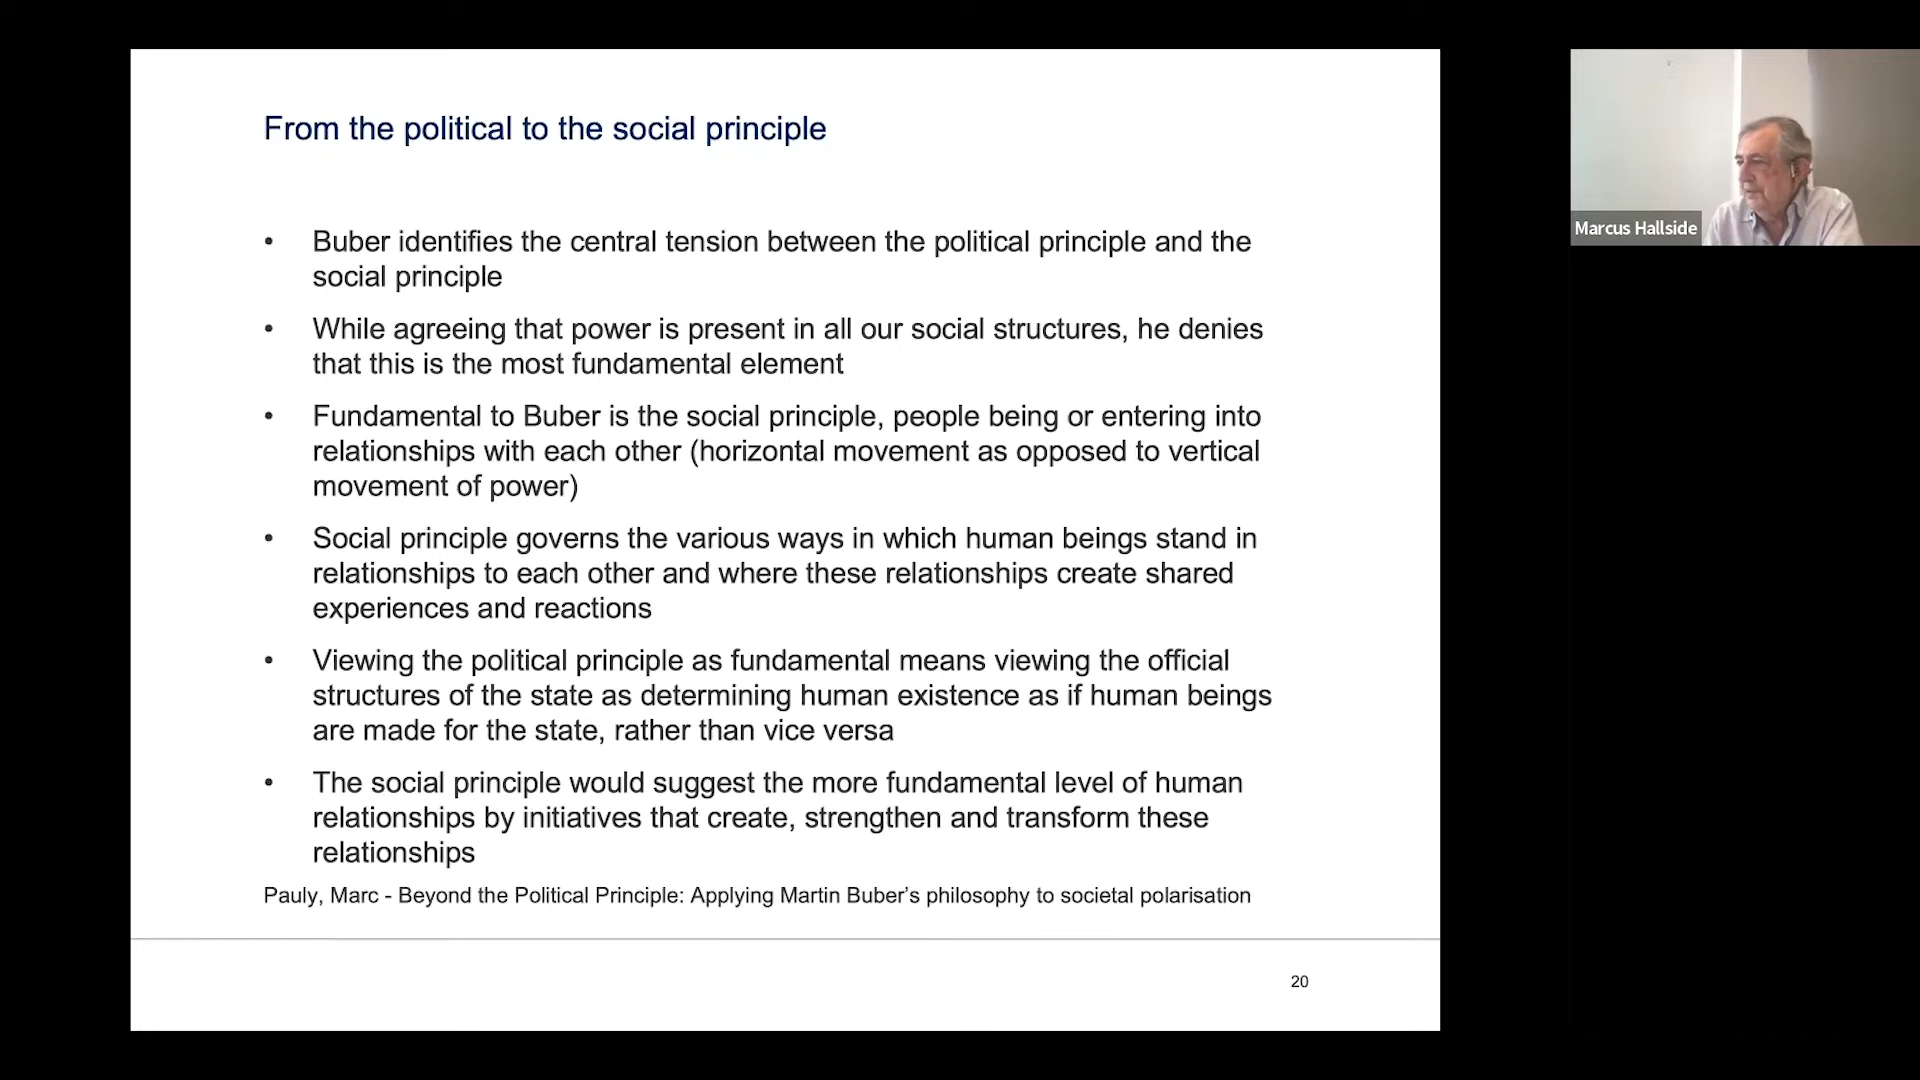 From the political to the social principle
• Buber identifies the central tension between the political principle and the
social principle
• While agreeing that power is present in all our social structures, he denies
that this is the most fundamental element
• Fundamental to Buber is the social principle, people being or entering into
relationships with each other (horizontal movement as opposed to vertical
movement of power)
• Social principle governs the various ways in which human beings stand in
relationships to each other and where these relationships create shared
experiences and reactions
• Viewing the political principle as fundamental means viewing the official
structures of the state as determining human existence as if human beings
are made for the state, rather than vice versa
• The social principle would suggest the more fundamental level of human
relationships by initiatives that create, strengthen and transform these
relationships
Pauly, Marc - Beyond the Political Principle: Applying Martin Buber’s philosophy to societal polarisation
20
Marcus Hallside